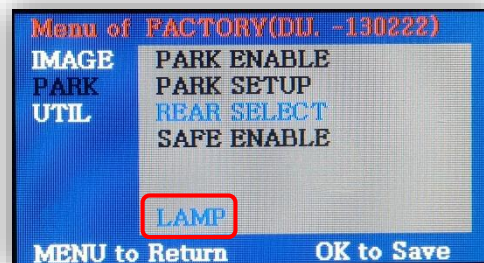 Menu of FACTORY(DIJ. -130222)
IMAGE PARK ENABLE
PARK PARK SETUP
UTIL REAR SELECT
SAFE ENABLE
LAMP
MENU to Return OK to Save